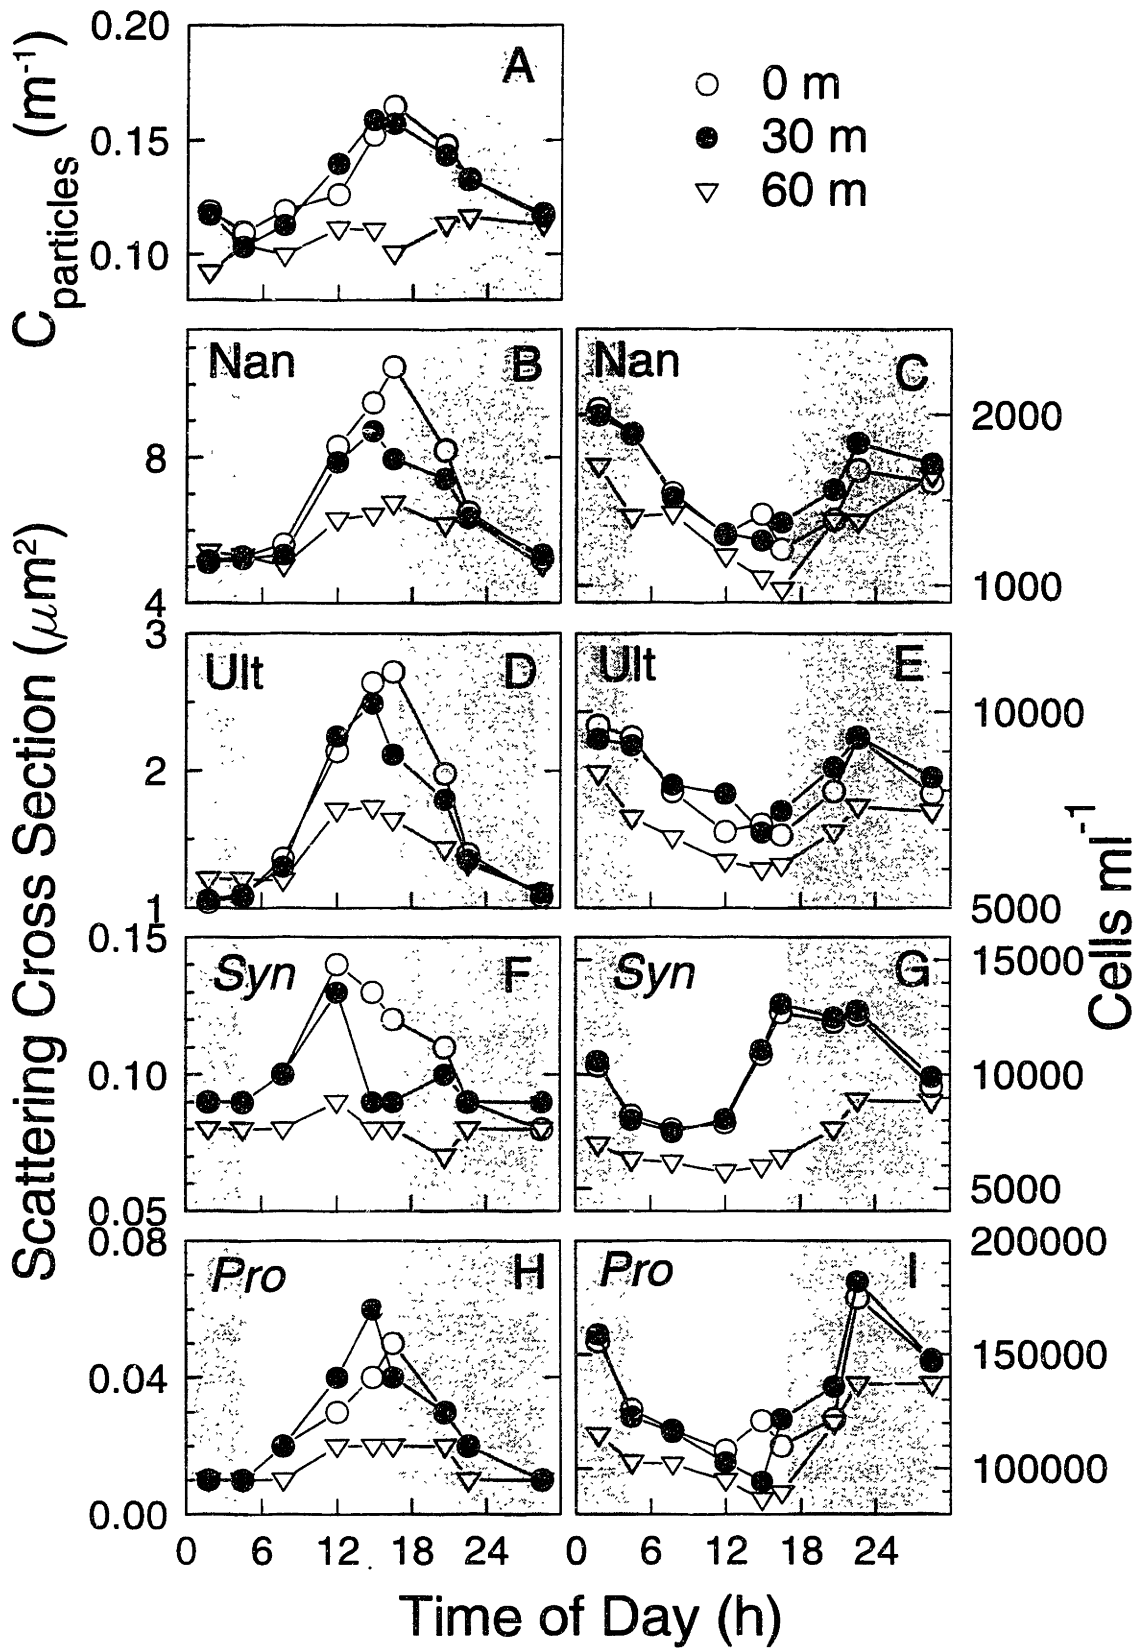 C_particles (m^-1)
0.20
0.15
0.10
A
0 m
30 m
60 m
Scattering Cross Section (μm²)
Nan B
8
4
Nan C
2000
1000
Ult D
3
2
1
Ult E
10000
5000
Cells ml^-1
Syn F
0.15
0.10
0.05
Syn G
15000
10000
5000
Pro H
0.08
0.04
0.00
Pro I
200000
150000
100000
0 6 12 18 24
0 6 12 18 24
Time of Day (h)